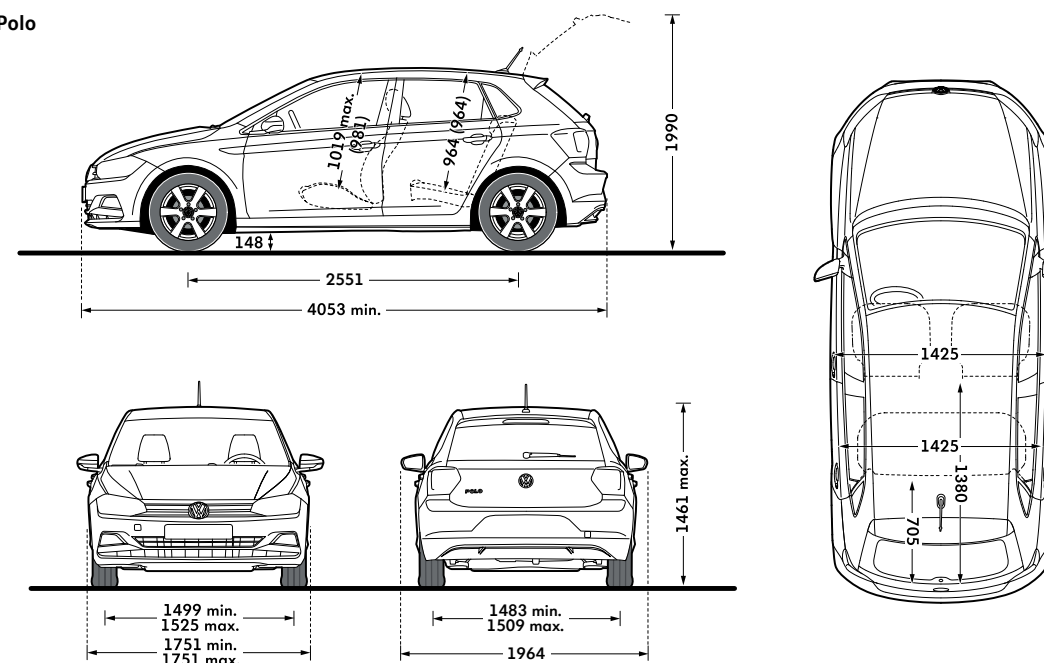 Polo
1990
1019 max.
(981)
964 (964)
148
2551
4053 min.
1461 max.
POLO
1499 min.
1525 max.
1751 min.
1751 max
1483 min.
1509 max.
1964
1425
1425
1380
705